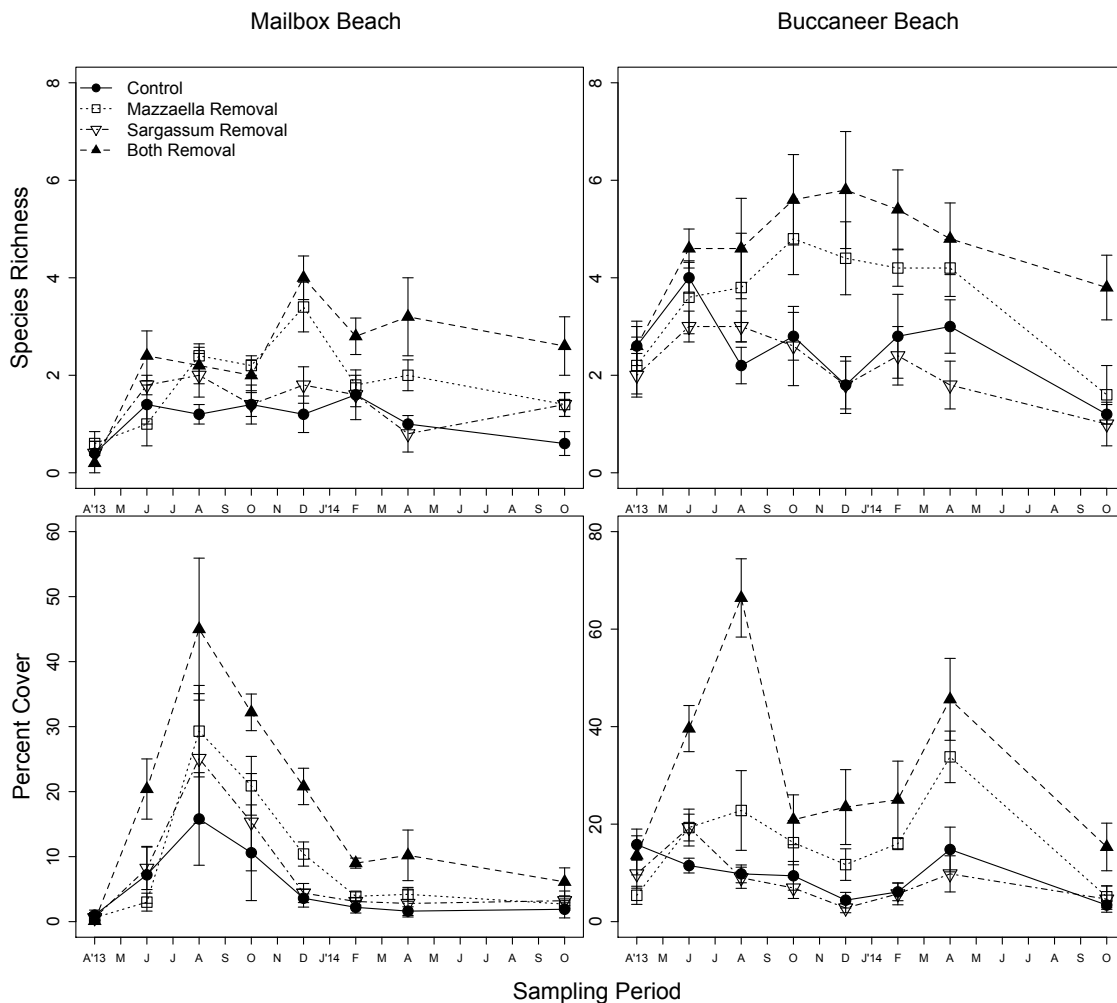 Mailbox Beach
Buccaneer Beach
Species Richness
0 2 4 6 8
Control
Mazzaella Removal
Sargassum Removal
Both Removal
A'13 M J J A S O N D J'14 F M A M J J A S O
0 2 4 6 8
A'13 M J J A S O N D J'14 F M A M J J A S O
Percent Cover
0 10 20 30 40 50 60
A'13 M J J A S O N D J'14 F M A M J J A S O
0 20 40 60 80
A'13 M J J A S O N D J'14 F M A M J J A S O
Sampling Period